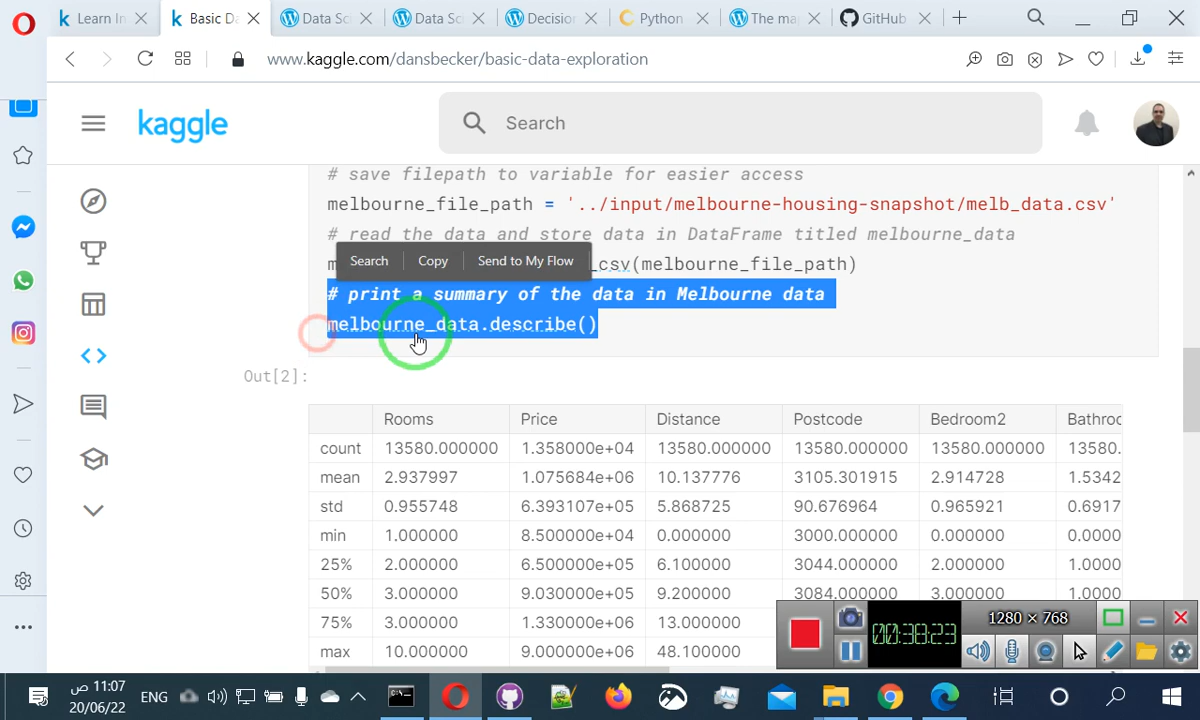 Learn In
Basic Da
Data Sc
Data Sc
Decision
Python
The ma
GitHub
www.kaggle.com/dansbecker/basic-data-exploration
kaggle
Search
# save filepath to variable for easier access
melbourne_file_path = '../input/melbourne-housing-snapshot/melb_data.csv'
# read the data and store data in DataFrame titled melbourne_data
m
_csv(melbourne_file_path)
Search
Copy
Send to My Flow
# print a summary of the data in Melbourne data
melbourne_data.describe()
Out[2]:
Rooms Price Distance Postcode Bedroom2 Bathroo
count 13580.000000 1.358000e+04 13580.000000 13580.000000 13580.000000 13580.
mean 2.937997 1.075684e+06 10.137776 3105.301915 2.914728 1.5342
std 0.955748 6.393107e+05 5.868725 90.676964 0.965921 0.6917
min 1.000000 8.500000e+04 0.000000 3000.000000 0.000000 0.0000
25% 2.000000 6.500000e+05 6.100000 3044.000000 2.000000 1.0000
50% 3.000000 9.030000e+05 9.200000 3084.000000 3.000000 1.0000
75% 3.000000 1.330000e+06 13.000000
max 10.000000 9.000000e+06 48.100000
00:38:23
1280 × 768
11:07 ص
20/06/22
ENG